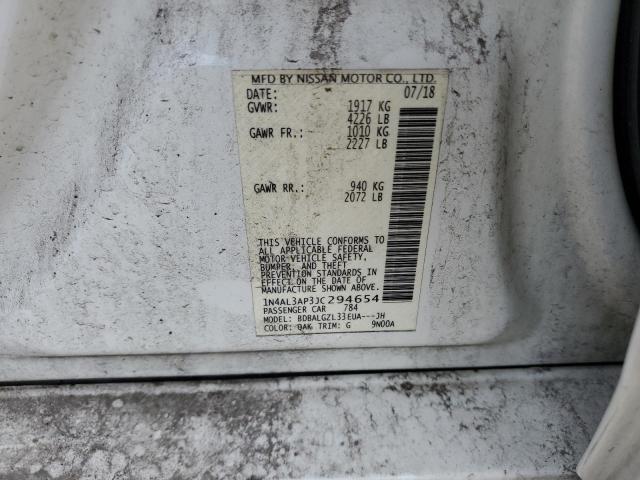 MFD BY NISSAN MOTOR CO., LTD.
DATE: 07/18
GVWR: 1917 KG
4226 LB
GAWR FR.: 1010 KG
2227 LB
GAWR RR.: 940 KG
2072 LB
THIS VEHICLE CONFORMS TO
ALL APPLICABLE FEDERAL
MOTOR VEHICLE SAFETY,
BUMPER, AND THEFT
PREVENTION STANDARDS IN
EFFECT ON THE DATE OF
MANUFACTURE SHOWN ABOVE.
1N4AL3AP3JC294654
PASSENGER CAR 784
MODEL: BDBALGZL33EUA---JH
COLOR: QAK TRIM: G 9N00A